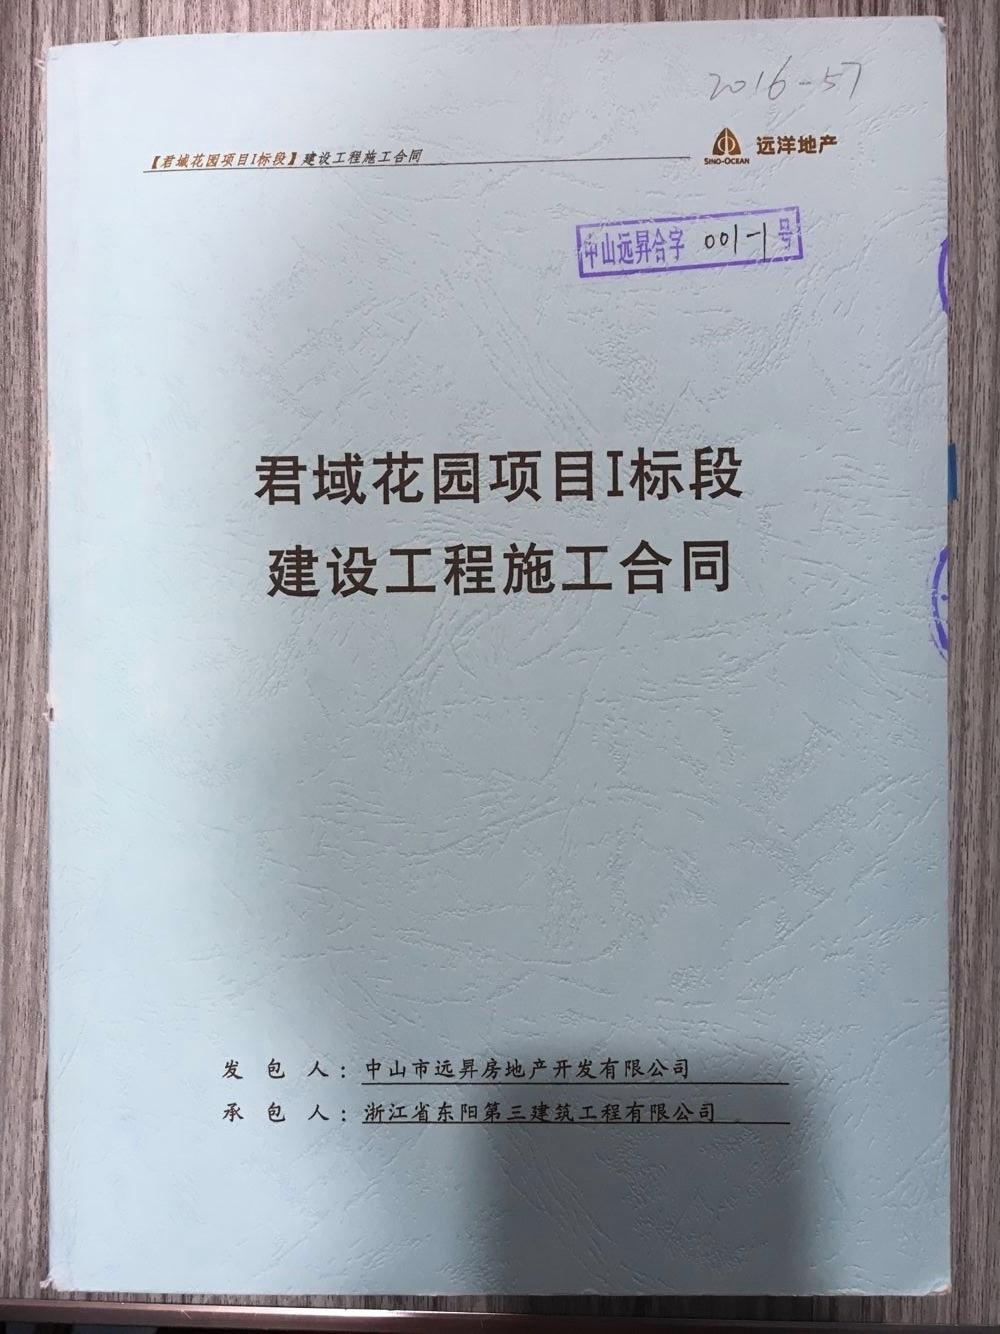 2016-57
【君域花园项目I标段】建设工程施工合同
SINO-OCEAN 远洋地产
中山远昇合字 001-1 号
君域花园项目I标段
建设工程施工合同
发 包 人：中山市远昇房地产开发有限公司
承 包 人：浙江省东阳第三建筑工程有限公司